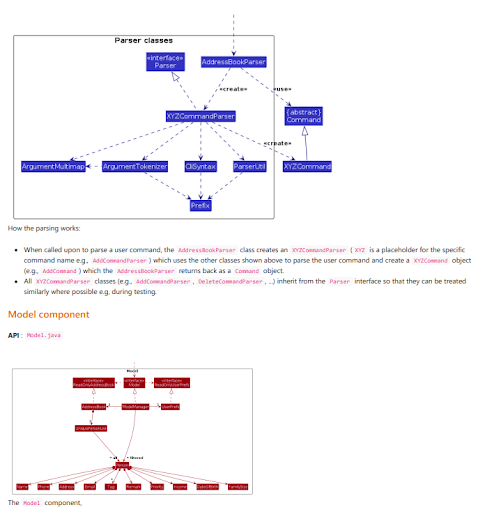 Parser classes
«interface»
Parser
AddressBookParser
«create»
«use»
{abstract}
Command
XYZCommandParser
«create»
ArgumentMultimap
ArgumentTokenizer
CliSyntax
ParserUtil
XYZCommand
Prefix
How the parsing works:
• When called upon to parse a user command, the AddressBookParser class creates an XYZCommandParser ( XYZ is a placeholder for the specific
command name e.g., AddCommandParser ) which uses the other classes shown above to parse the user command and create a XYZCommand object
(e.g., AddCommand ) which the AddressBookParser returns back as a Command object.
• All XYZCommandParser classes (e.g., AddCommandParser , DeleteCommandParser , ...) inherit from the Parser interface so that they can be treated
similarly where possible e.g, during testing.
Model component
API : Model.java
Model
«interface»
ReadOnlyAddressBook
«interface»
Model
«interface»
ReadOnlyUserPrefs
AddressBook
ModelManager
UserPrefs
UniquePersonList
filtered
Person
Name
Phone
Address
Email
Tag
Remark
Priority
Income
FamilySize
The Model component,